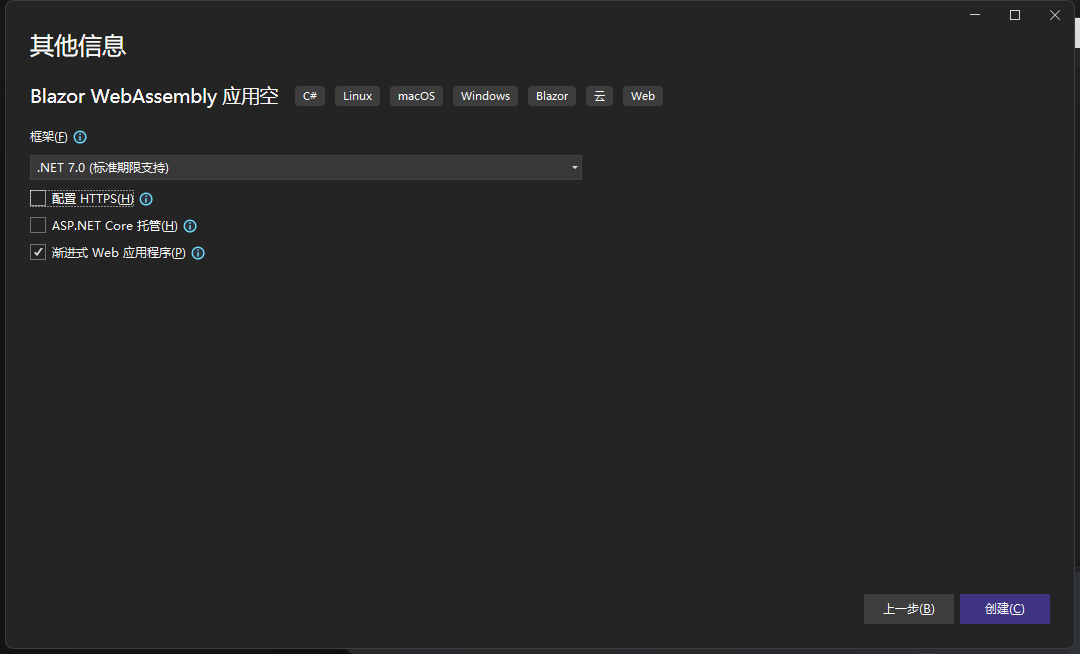 其他信息
Blazor WebAssembly 应用空 C# Linux macOS Windows Blazor 云 Web
框架(F)
.NET 7.0 (标准期限支持)
配置 HTTPS(H)
ASP.NET Core 托管(H)
渐进式 Web 应用程序(P)
上一步(B) 创建(C)